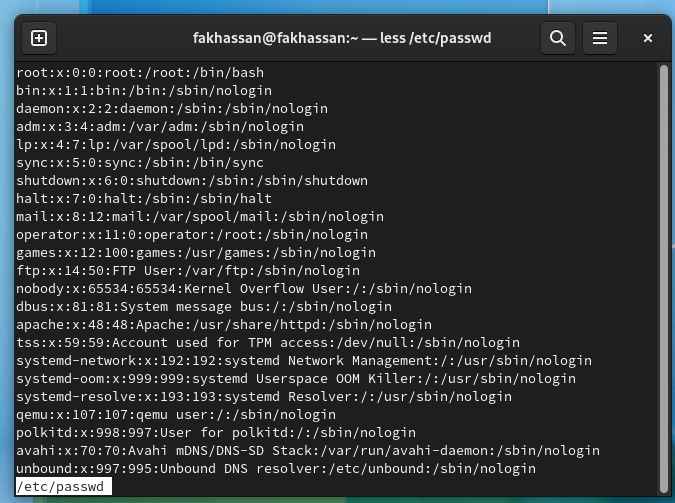 fakhassan@fakhassan:~ — less /etc/passwd
root:x:0:0:root:/root:/bin/bash
bin:x:1:1:bin:/bin:/sbin/nologin
daemon:x:2:2:daemon:/sbin:/sbin/nologin
adm:x:3:4:adm:/var/adm:/sbin/nologin
lp:x:4:7:lp:/var/spool/lpd:/sbin/nologin
sync:x:5:0:sync:/sbin:/bin/sync
shutdown:x:6:0:shutdown:/sbin:/sbin/shutdown
halt:x:7:0:halt:/sbin:/sbin/halt
mail:x:8:12:mail:/var/spool/mail:/sbin/nologin
operator:x:11:0:operator:/root:/sbin/nologin
games:x:12:100:games:/usr/games:/sbin/nologin
ftp:x:14:50:FTP User:/var/ftp:/sbin/nologin
nobody:x:65534:65534:Kernel Overflow User:/:/sbin/nologin
dbus:x:81:81:System message bus:/:/sbin/nologin
apache:x:48:48:Apache:/usr/share/httpd:/sbin/nologin
tss:x:59:59:Account used for TPM access:/dev/null:/sbin/nologin
systemd-network:x:192:192:systemd Network Management:/:/usr/sbin/nologin
systemd-oom:x:999:999:systemd Userspace OOM Killer:/:/usr/sbin/nologin
systemd-resolve:x:193:193:systemd Resolver:/:/usr/sbin/nologin
qemu:x:107:107:qemu user:/:/sbin/nologin
polkitd:x:998:997:User for polkitd:/:/sbin/nologin
avahi:x:70:70:Avahi mDNS/DNS-SD Stack:/var/run/avahi-daemon:/sbin/nologin
unbound:x:997:995:Unbound DNS resolver:/etc/unbound:/sbin/nologin
/etc/passwd